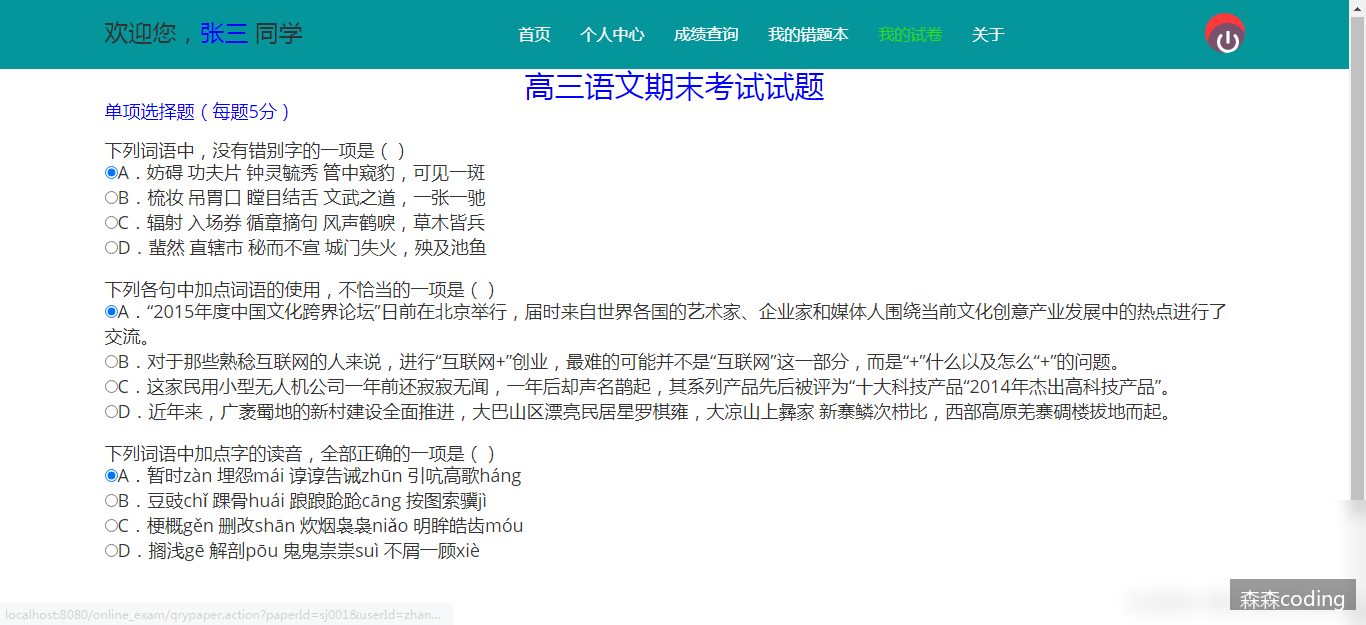 欢迎您，张三 同学
首页 个人中心 成绩查询 我的错题本 我的试卷 关于
高三语文期末考试试题
单项选择题（每题5分）
下列词语中，没有错别字的一项是（ ）
A．妨碍 功夫片 钟灵毓秀 管中窥豹，可见一斑
B．梳妆 吊胃口 瞠目结舌 文武之道，一张一驰
C．辐射 入场券 循章摘句 风声鹤唳，草木皆兵
D．蜚然 直辖市 秘而不宣 城门失火，殃及池鱼
下列各句中加点词语的使用，不恰当的一项是（ ）
A．“2015年度中国文化跨界论坛”日前在北京举行，届时来自世界各国的艺术家、企业家和媒体人围绕当前文化创意产业发展中的热点进行了
交流。
B．对于那些熟稔互联网的人来说，进行“互联网+”创业，最难的可能并不是“互联网”这一部分，而是“+”什么以及怎么“+”的问题。
C．这家民用小型无人机公司一年前还寂寂无闻，一年后却声名鹊起，其系列产品先后被评为“十大科技产品“2014年杰出高科技产品”。
D．近年来，广袤蜀地的新村建设全面推进，大巴山区漂亮民居星罗棋雍，大凉山上彝家 新寨鳞次栉比，西部高原羌寨碉楼拔地而起。
下列词语中加点字的读音，全部正确的一项是（ ）
A．暂时zàn 埋怨mái 谆谆告诫zhūn 引吭高歌háng
B．豆豉chǐ 踝骨huái 踉踉跄跄cāng 按图索骥jì
C．梗概gěn 删改shān 炊烟袅袅niǎo 明眸皓齿móu
D．搁浅gē 解剖pōu 鬼鬼祟祟suì 不屑一顾xiè
localhost:8080/online_exam/qrypaper.action?paperId=sj001&userId=zhan...
森森coding